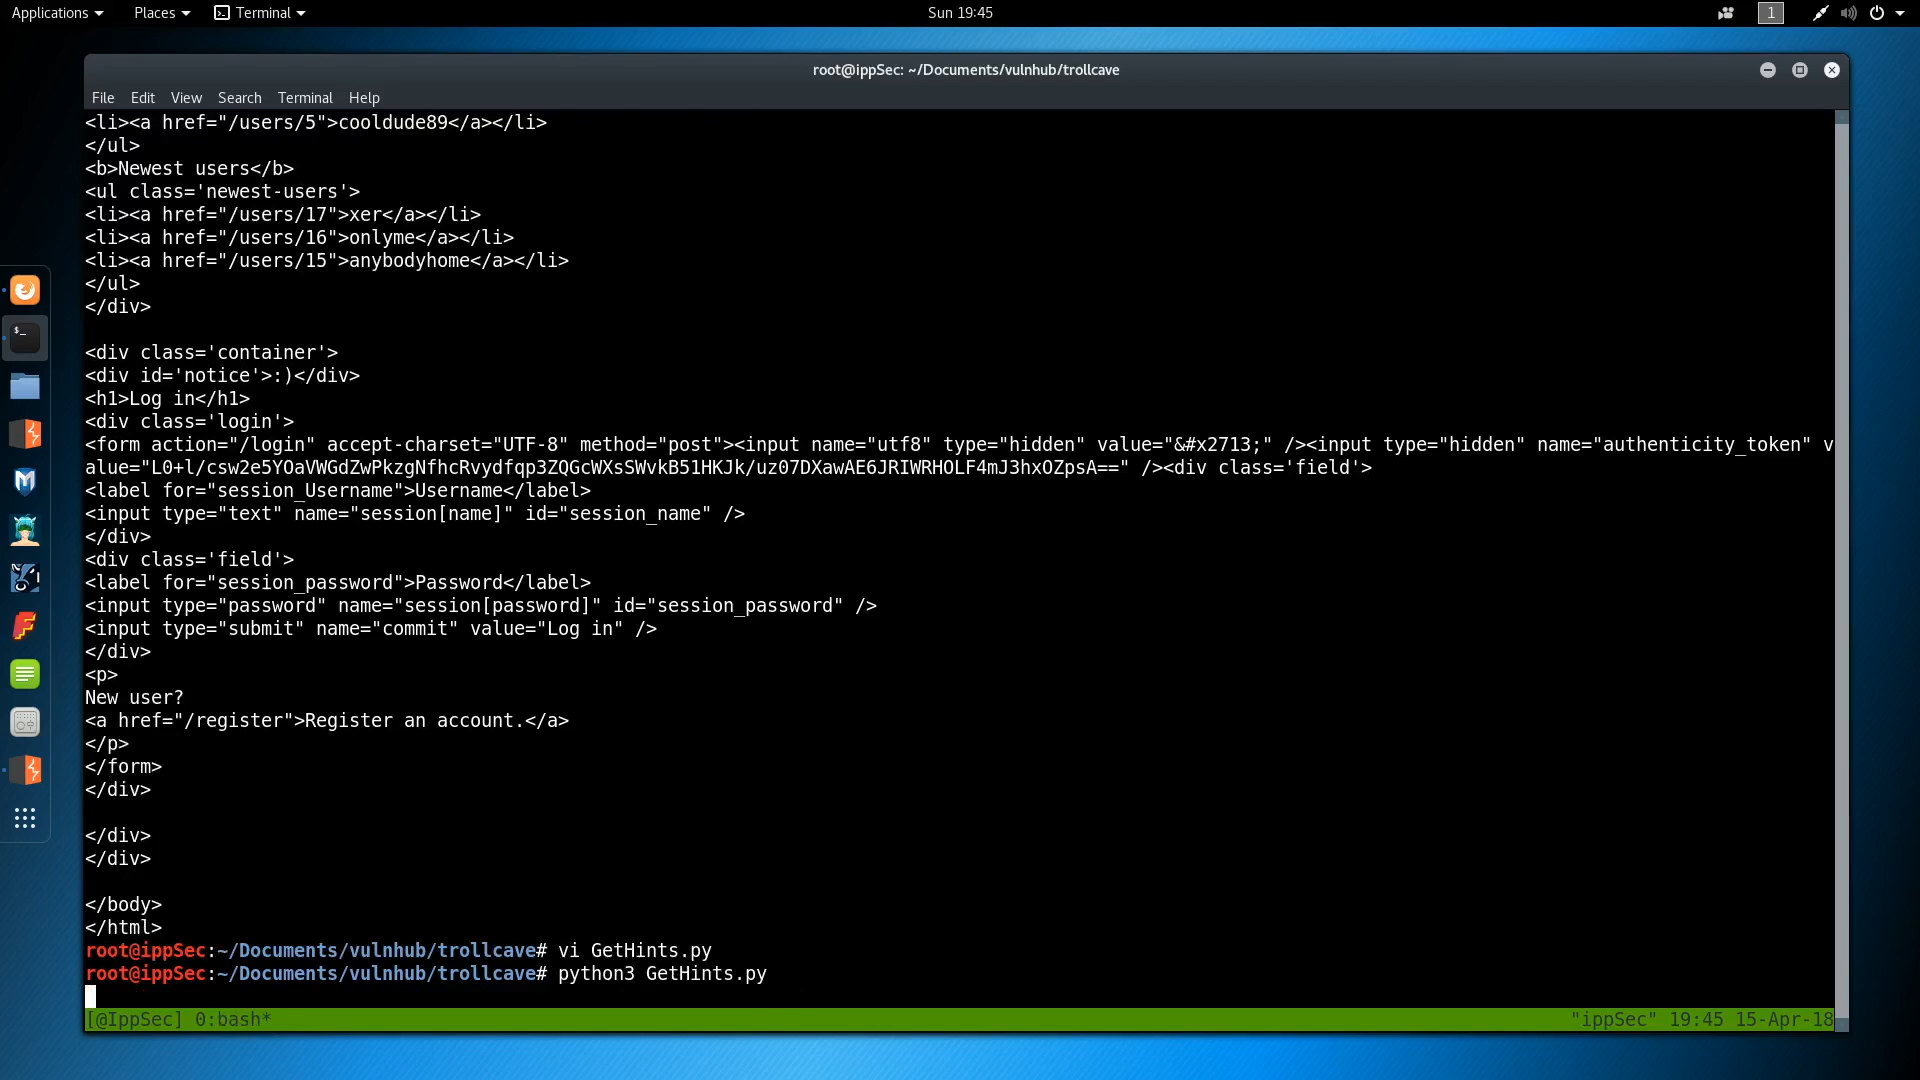 Applications Places Terminal Sun 19:45 1
root@ippSec: ~/Documents/vulnhub/trollcave
File Edit View Search Terminal Help
<li><a href="/users/5">cooldude89</a></li>
</ul>
<b>Newest users</b>
<ul class='newest-users'>
<li><a href="/users/17">xer</a></li>
<li><a href="/users/16">onlyme</a></li>
<li><a href="/users/15">anybodyhome</a></li>
</ul>
</div>
<div class='container'>
<div id='notice'>:)</div>
<h1>Log in</h1>
<div class='login'>
<form action="/login" accept-charset="UTF-8" method="post"><input name="utf8" type="hidden" value="&#x2713;" /><input type="hidden" name="authenticity_token" v
alue="L0+l/csw2e5YOaVWGdZwPkzgNfhcRvydfqp3ZQGcWXsSWvkB51HKJk/uz07DXawAE6JRIWRHOLF4mJ3hxOZpsA==" /><div class='field'>
<label for="session_Username">Username</label>
<input type="text" name="session[name]" id="session_name" />
</div>
<div class='field'>
<label for="session_password">Password</label>
<input type="password" name="session[password]" id="session_password" />
<input type="submit" name="commit" value="Log in" />
</div>
<p>
New user?
<a href="/register">Register an account.</a>
</p>
</form>
</div>
</div>
</div>
</body>
</html>
root@ippSec:~/Documents/vulnhub/trollcave# vi GetHints.py
root@ippSec:~/Documents/vulnhub/trollcave# python3 GetHints.py
[@IppSec] 0:bash* "ippSec" 19:45 15-Apr-18